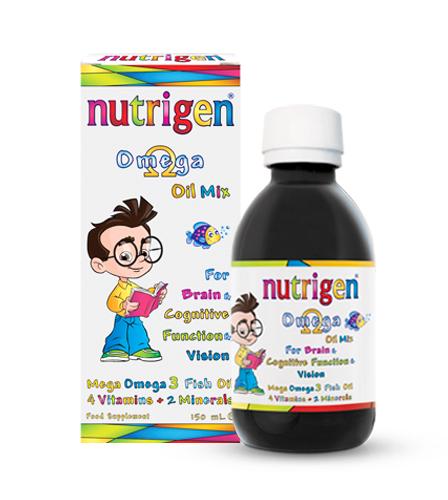 nutrigen®
Omega
Ω
Oil Mix
For
Brain &
Cognitive
Function &
Vision
Mega Omega 3 Fish Oil
4 Vitamins + 2 Minerals
Food Supplement 150 mL
nutrigen®
Omega
Ω
Oil Mix
For Brain &
Cognitive Function &
Vision
Mega Omega 3 Fish Oil
4 Vitamins + 2 Minerals